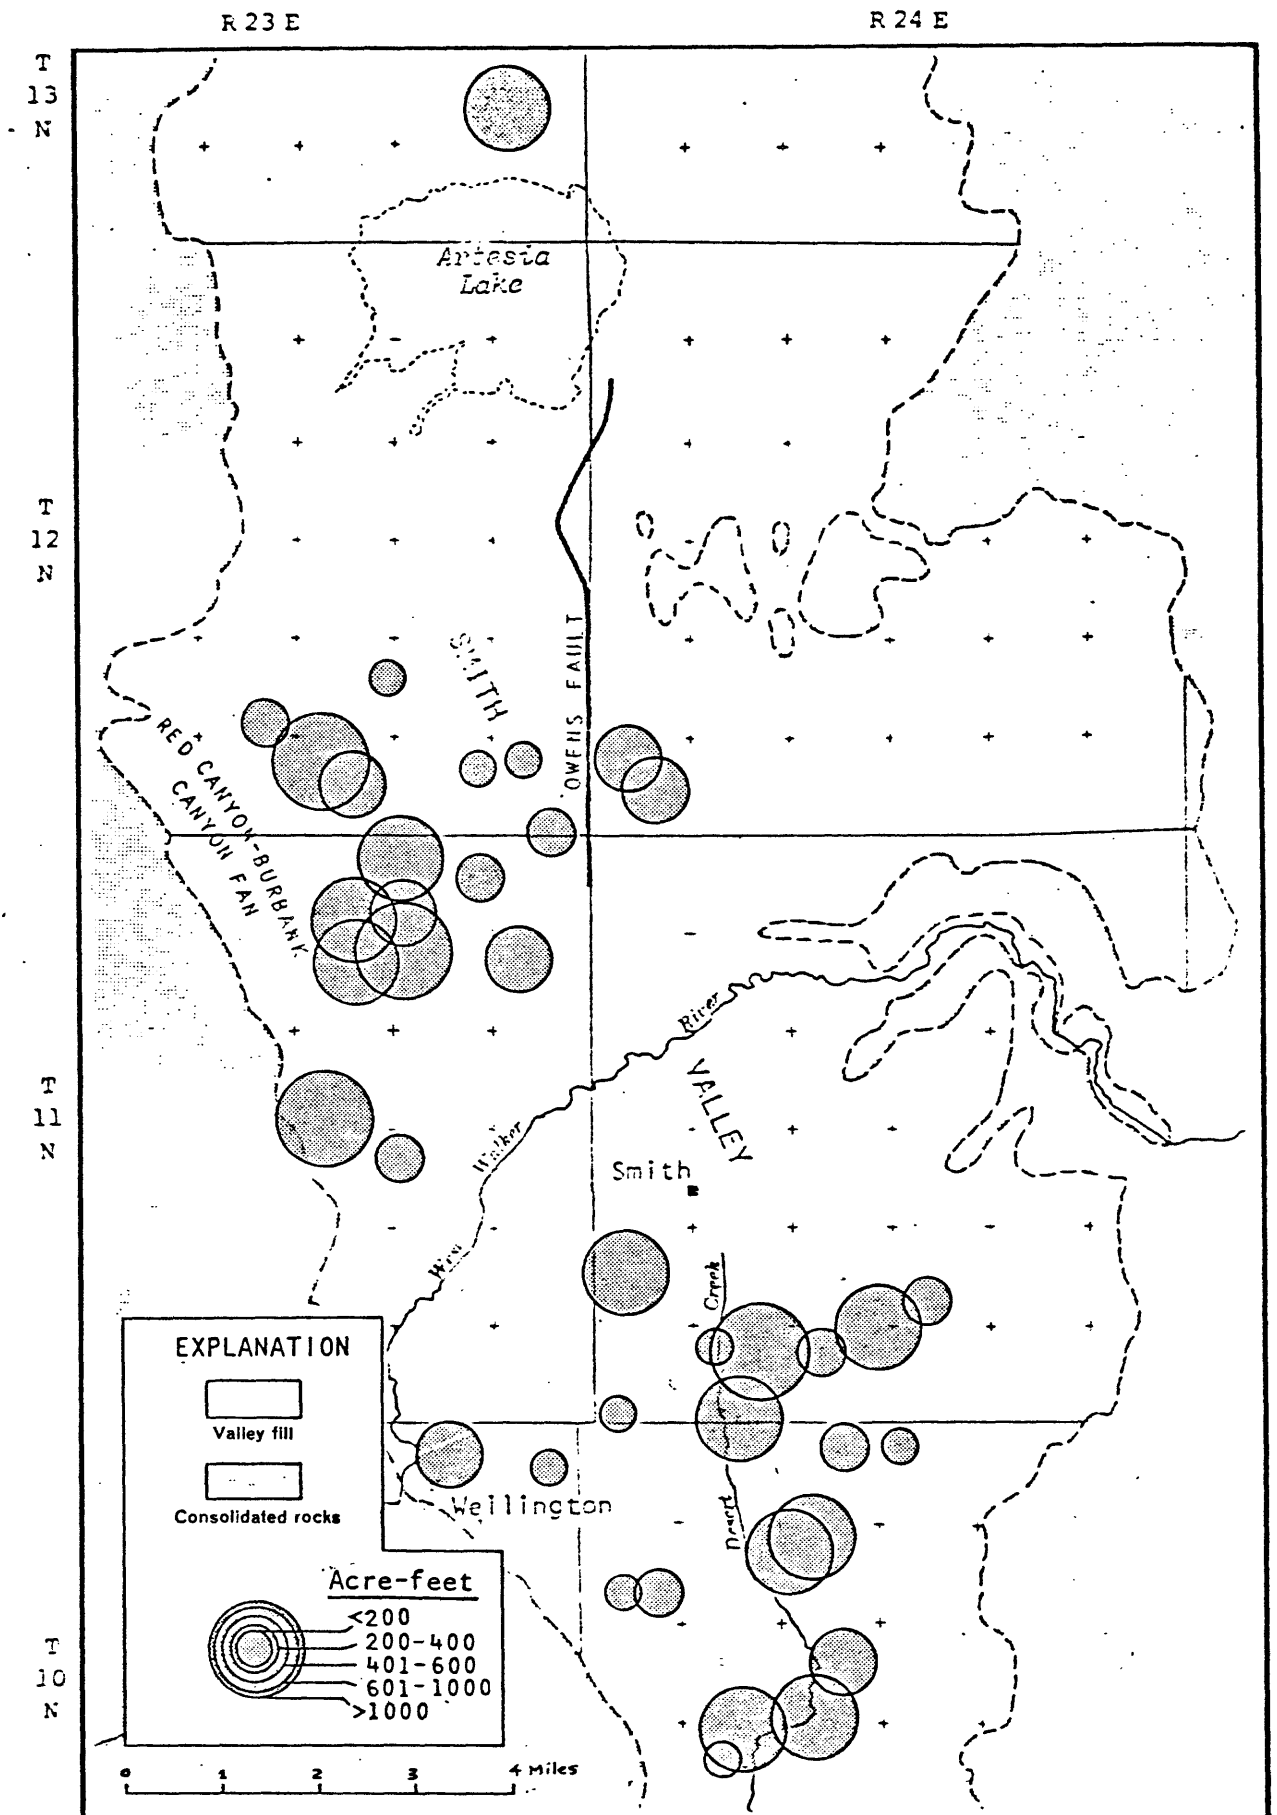 R 23 E
R 24 E
T
13
N
Artesia
Lake
T
12
N
SMITH
OWENS FAULT
RED CANYON-BURBANK
CANYON FAN
River
VALLEY
T
11
N
Walker
Smith
West
Creek
EXPLANATION
Valley fill
Wellington
Consolidated rocks
Desert
Acre-feet
<200
200-400
401-600
601-1000
>1000
T
10
N
0 1 2 3 4 Miles